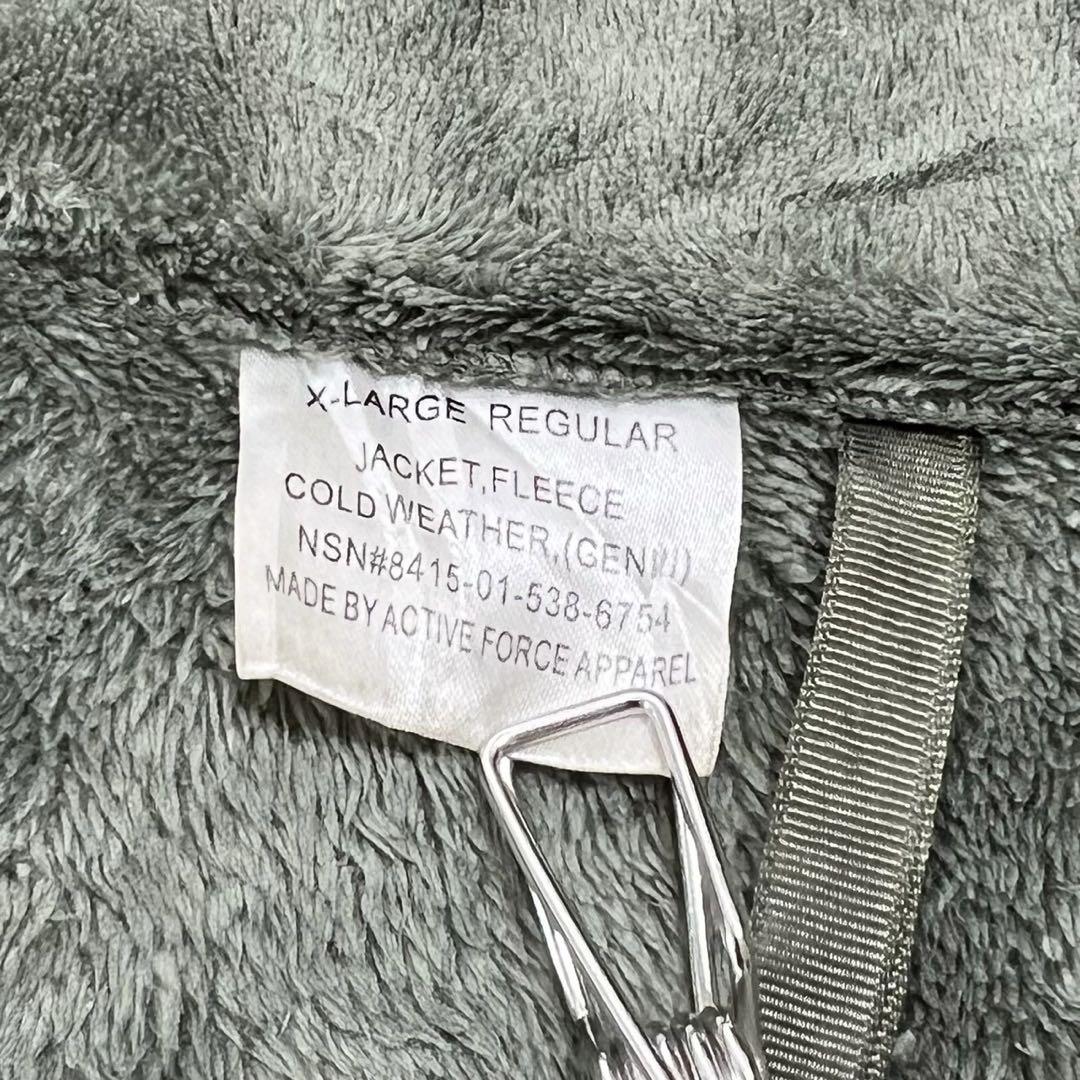 X-LARGE REGULAR
JACKET,FLEECE
COLD WEATHER,(GEN III)
NSN#8415-01-538-6754
MADE BY ACTIVE FORCE APPAREL